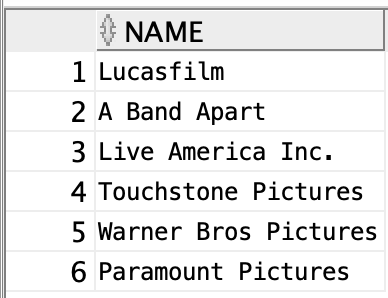 NAME
1 Lucasfilm
2 A Band Apart
3 Live America Inc.
4 Touchstone Pictures
5 Warner Bros Pictures
6 Paramount Pictures